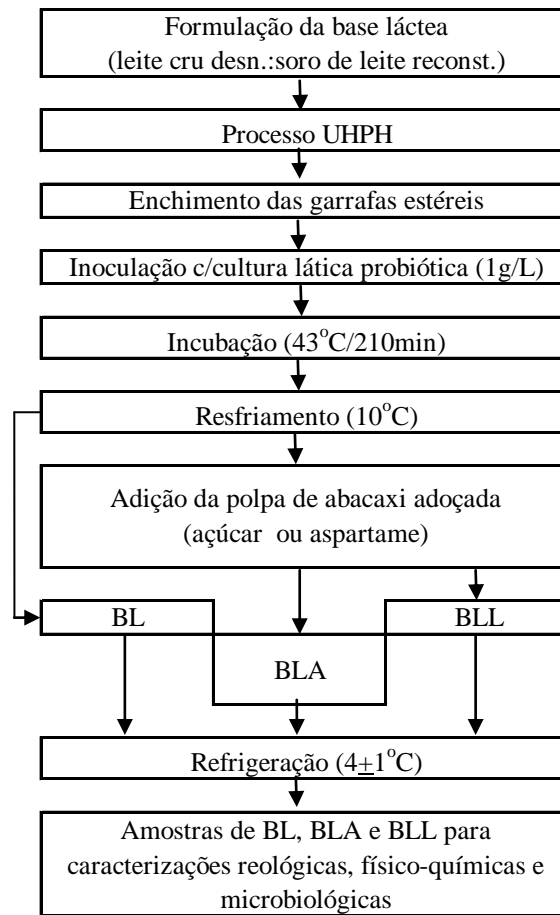 Formulação da base láctea
(leite cru desn.:soro de leite reconst.)
Processo UHPH
Enchimento das garrafas estéreis
Inoculação c/cultura lática probiótica (1g/L)
Incubação (43°C/210min)
Resfriamento (10°C)
Adição da polpa de abacaxi adoçada
(açúcar ou aspartame)
BL
BLL
BLA
Refrigeração (4±1°C)
Amostras de BL, BLA e BLL para
caracterizações reológicas, físico-químicas e
microbiológicas